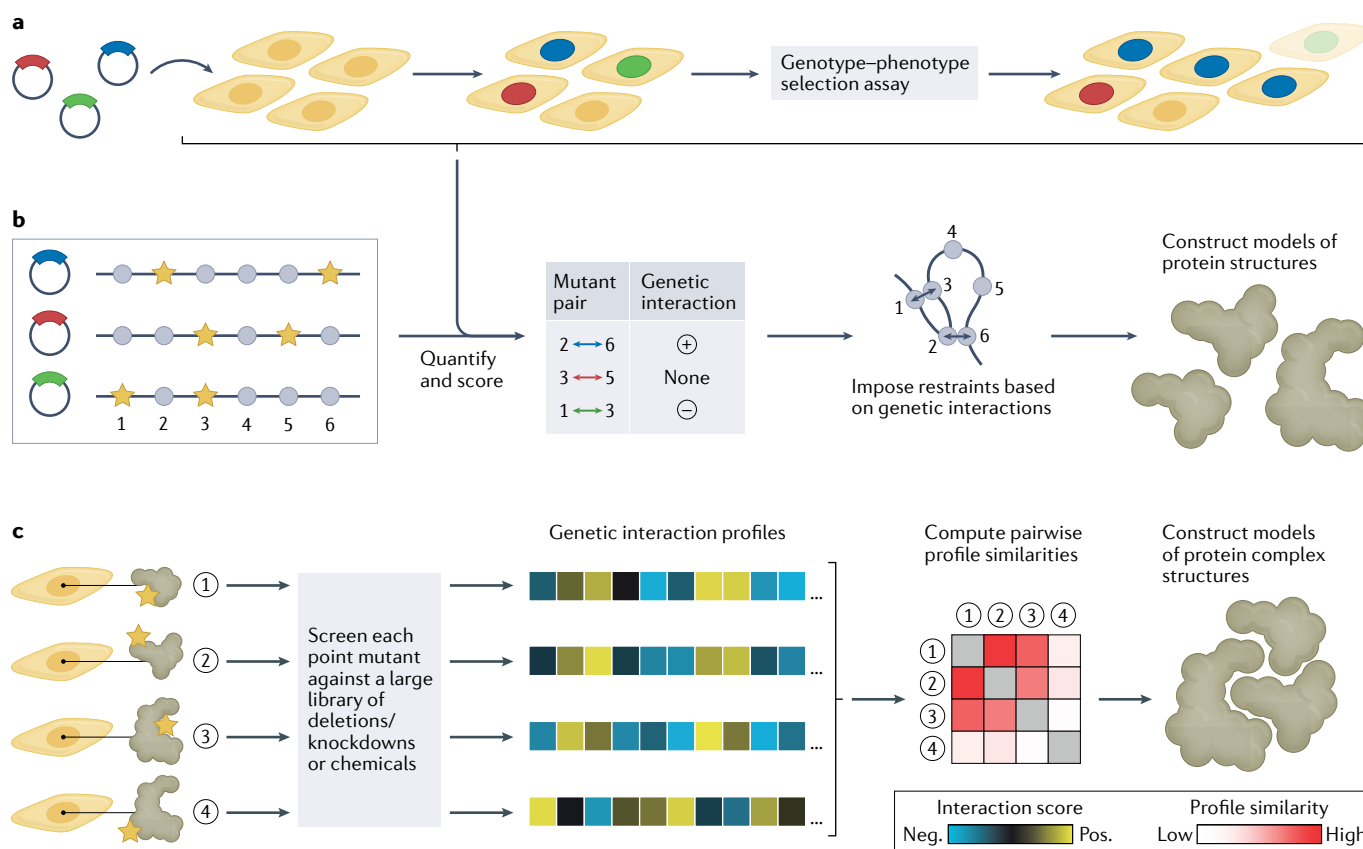 a
Genotype–phenotype
selection assay
b
1 2 3 4 5 6
Quantify
and score
Mutant
pair
Genetic
interaction
2 6
+
3 5
None
1 3
−
4
3
5
1
2
6
Impose restraints based
on genetic interactions
Construct models of
protein structures
c
1
2
3
4
Screen each
point mutant
against a large
library of
deletions/
knockdowns
or chemicals
Genetic interaction profiles
...
...
...
...
Compute pairwise
profile similarities
1 2 3 4
1
2
3
4
Construct models
of protein complex
structures
Interaction score
Neg. Pos.
Profile similarity
Low High